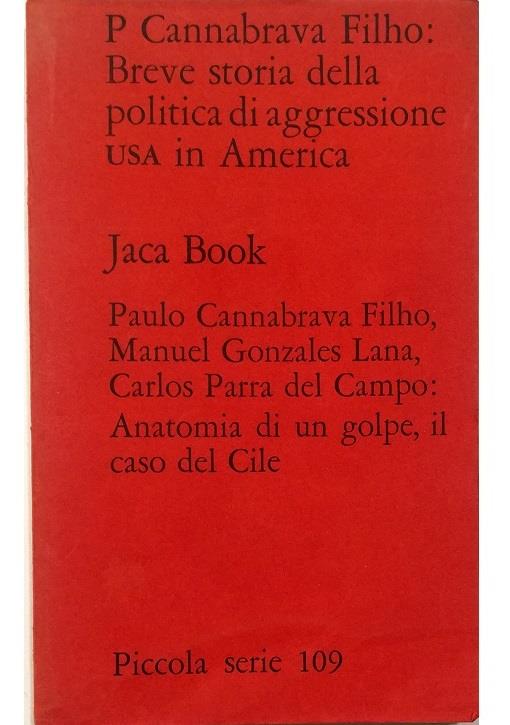 P Cannabrava Filho:
Breve storia della
politica di aggressione
USA in America
Jaca Book
Paulo Cannabrava Filho,
Manuel Gonzales Lana,
Carlos Parra del Campo:
Anatomia di un golpe, il
caso del Cile
Piccola serie 109